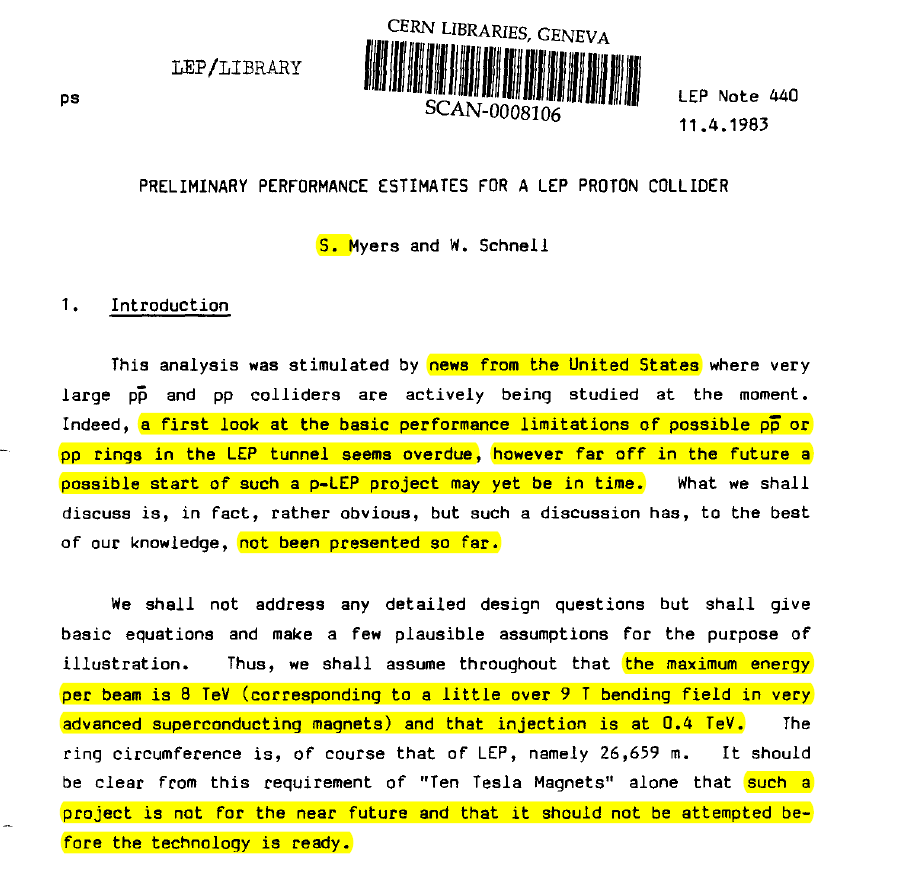 CERN LIBRARIES, GENEVA
LEP/LIBRARY
SCAN-0008106
ps
LEP Note 440
11.4.1983
PRELIMINARY PERFORMANCE ESTIMATES FOR A LEP PROTON COLLIDER
S. Myers and W. Schnell
1. Introduction
This analysis was stimulated by news from the United States where very
large pp̄ and pp colliders are actively being studied at the moment.
Indeed, a first look at the basic performance limitations of possible pp̄ or
pp rings in the LEP tunnel seems overdue, however far off in the future a
possible start of such a p-LEP project may yet be in time. What we shall
discuss is, in fact, rather obvious, but such a discussion has, to the best
of our knowledge, not been presented so far.
We shall not address any detailed design questions but shall give
basic equations and make a few plausible assumptions for the purpose of
illustration. Thus, we shall assume throughout that the maximum energy
per beam is 8 TeV (corresponding to a little over 9 T bending field in very
advanced superconducting magnets) and that injection is at 0.4 TeV. The
ring circumference is, of course that of LEP, namely 26,659 m. It should
be clear from this requirement of "Ten Tesla Magnets" alone that such a
project is not for the near future and that it should not be attempted be-
fore the technology is ready.